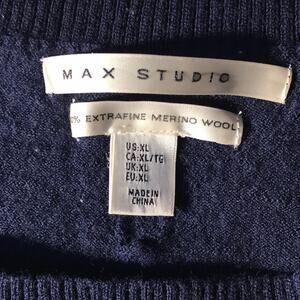 MAX STUDIO
% EXTRAFINE MERINO WOOL
US:XL
CA:XL/TG
UK:XL
EU:XL
MADE IN
CHINA